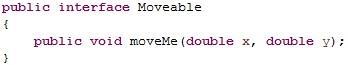 public interface Moveable
{
    public void moveMe(double x, double y);
}